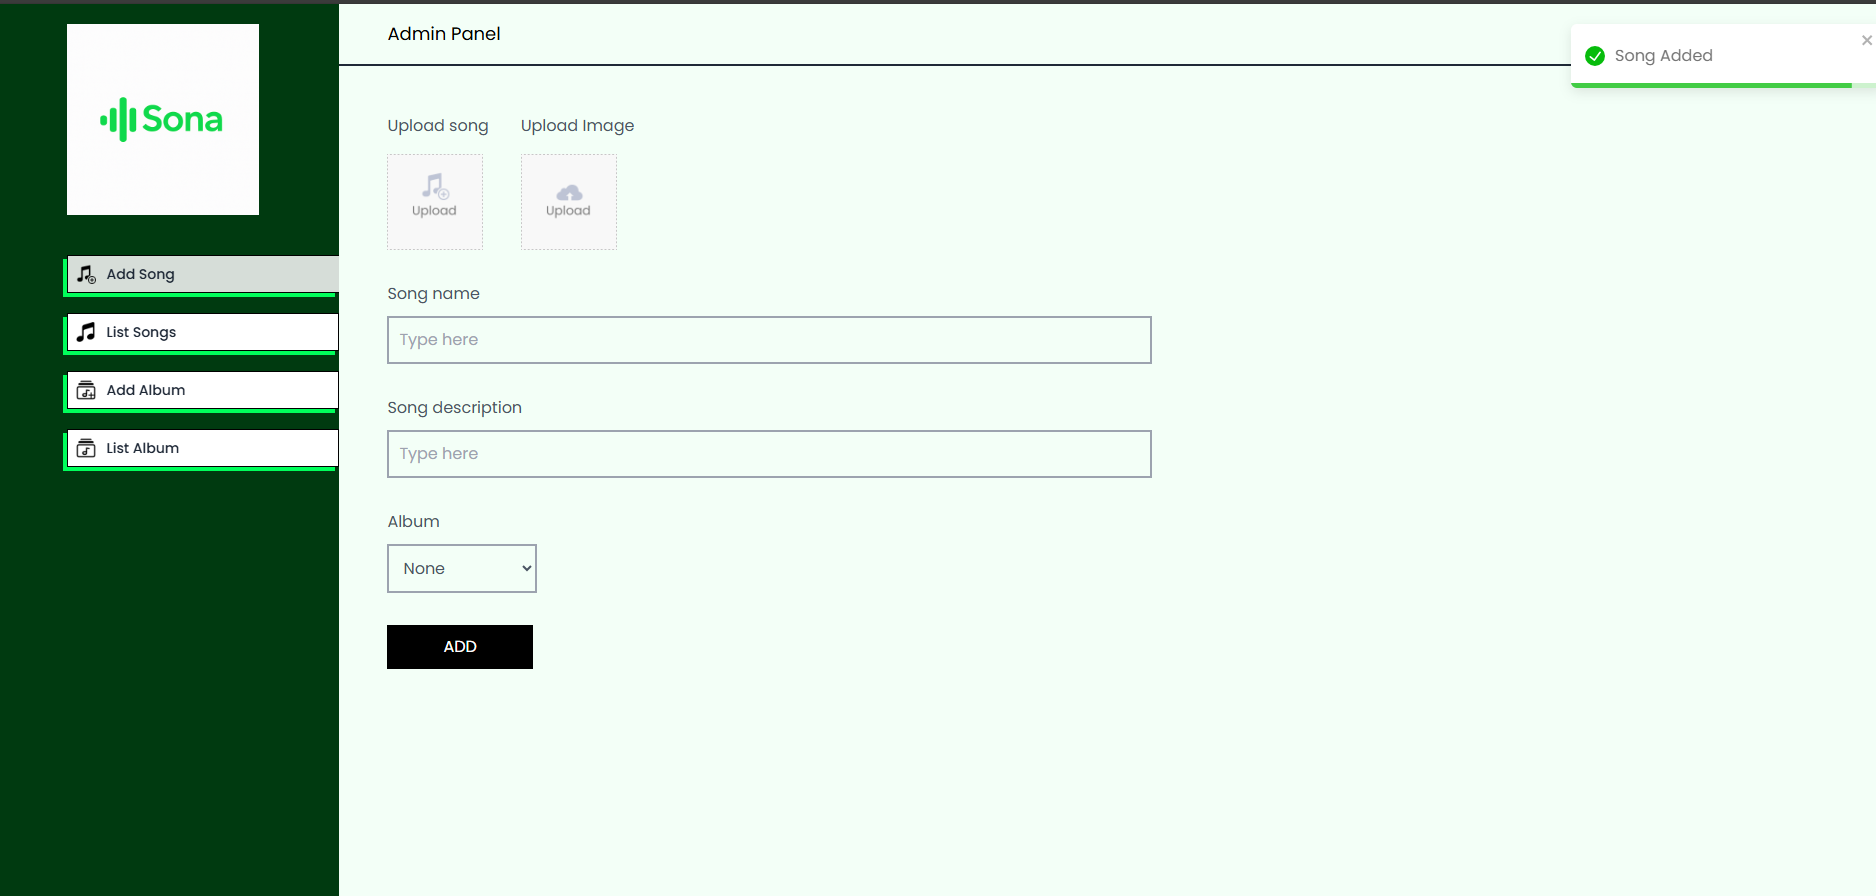 Sona
Add Song
List Songs
Add Album
List Album
Admin Panel
Song Added
Upload song
Upload Image
Upload
Upload
Song name
Type here
Song description
Type here
Album
None
ADD